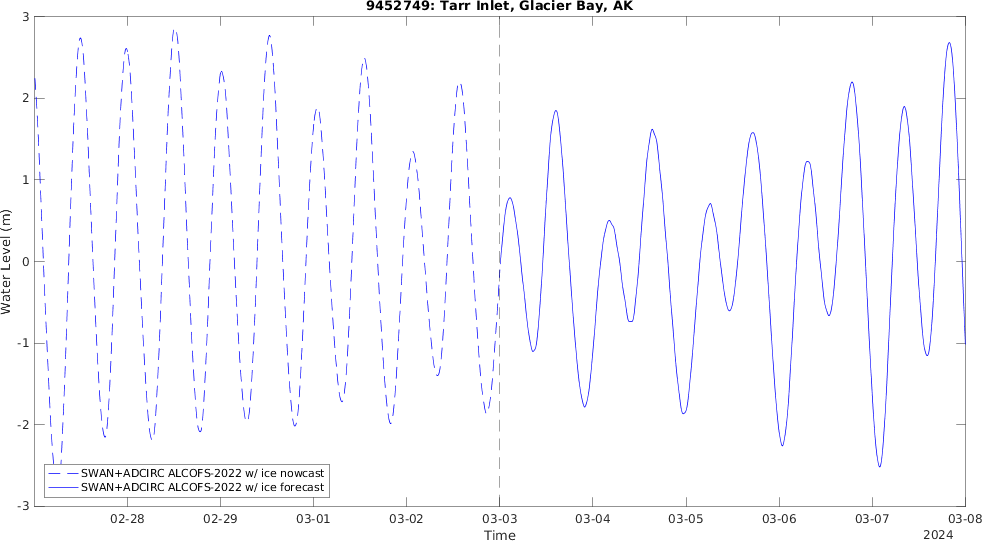 9452749: Tarr Inlet, Glacier Bay, AK
3
2
1
0
-1
-2
-3
Water Level (m)
SWAN+ADCIRC ALCOFS-2022 w/ ice nowcast
SWAN+ADCIRC ALCOFS-2022 w/ ice forecast
02-28 02-29 03-01 03-02 03-03 03-04 03-05 03-06 03-07 03-08
Time
2024